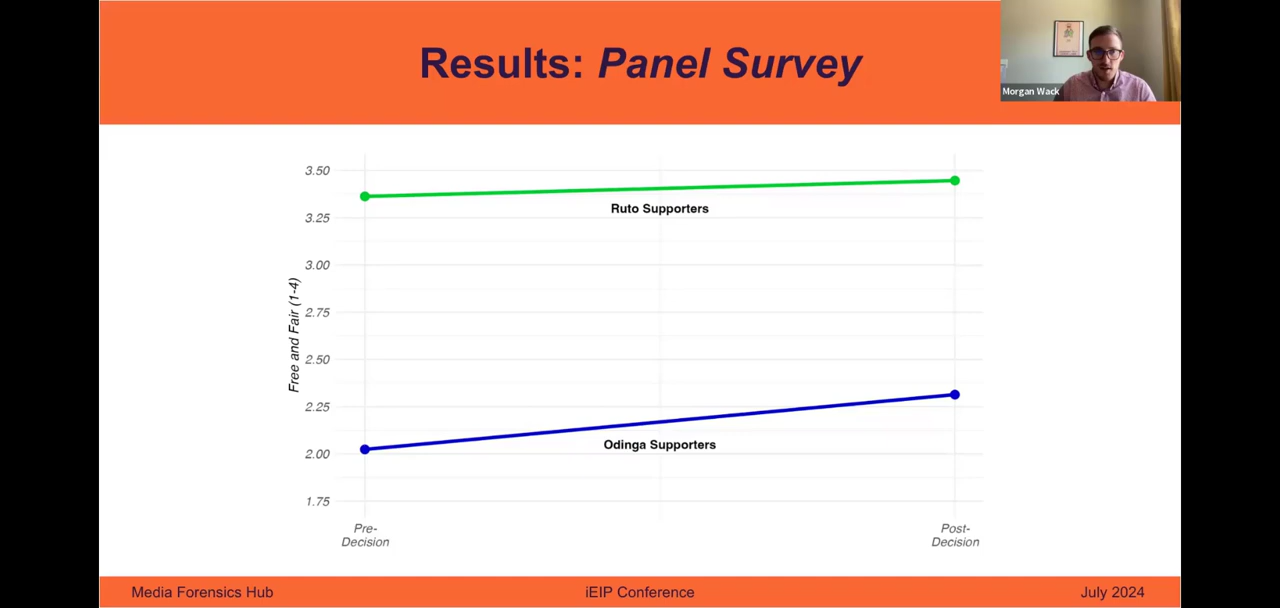 Results: Panel Survey
Morgan Wack
3.50
3.25
3.00
2.75
2.50
2.25
2.00
1.75
Free and Fair (1-4)
Ruto Supporters
Odinga Supporters
Pre-
Decision
Post-
Decision
Media Forensics Hub
iEIP Conference
July 2024